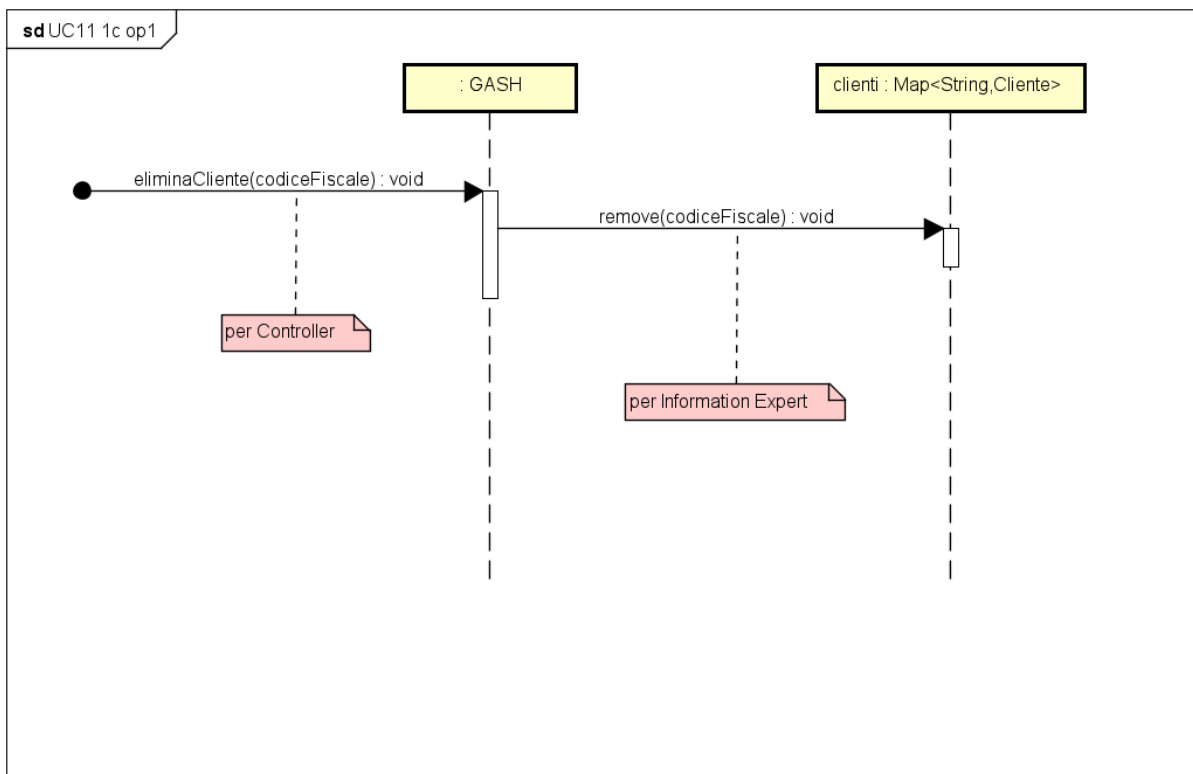 sd UC11 1c op1
: GASH
clienti : Map<String,Cliente>
eliminaCliente(codiceFiscale) : void
remove(codiceFiscale) : void
per Controller
per Information Expert